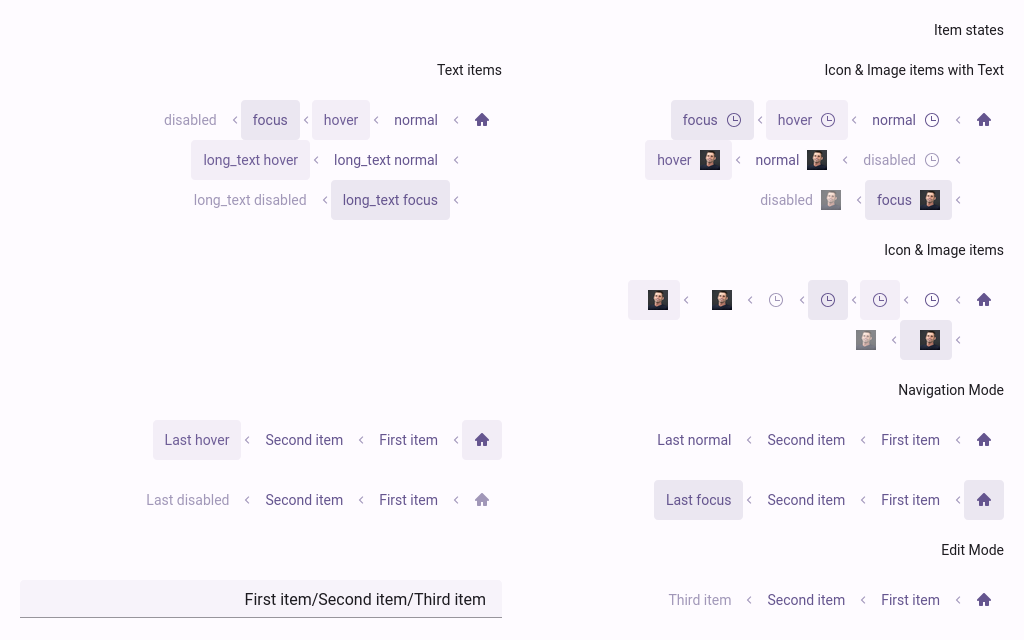 Item states
Text items
Icon & Image items with Text
disabled focus hover normal
focus hover normal
long_text hover long_text normal
hover normal disabled
long_text disabled long_text focus
disabled focus
Icon & Image items
Navigation Mode
Last hover Second item First item
Last normal Second item First item
Last disabled Second item First item
Last focus Second item First item
Edit Mode
First item/Second item/Third item
Third item Second item First item